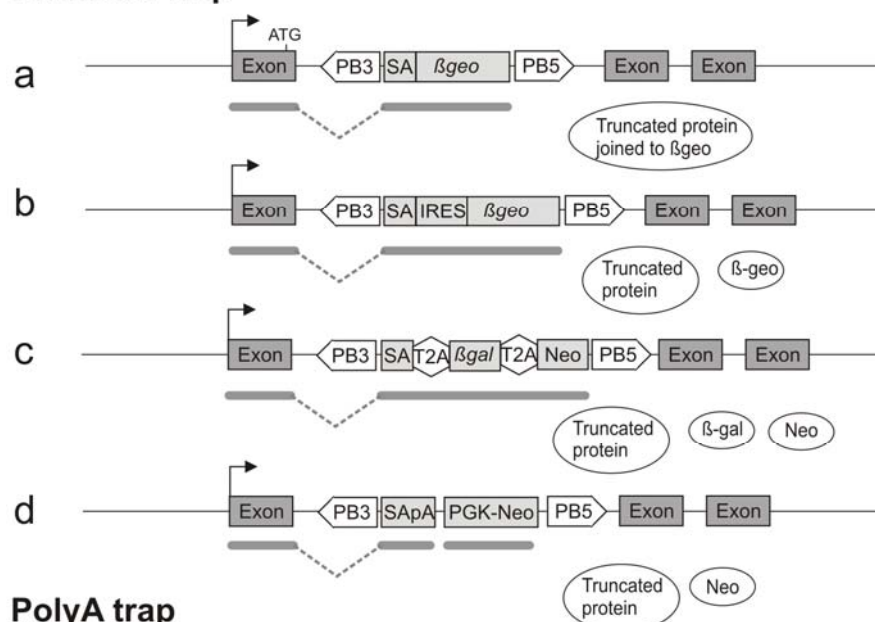 ATG
a
Exon PB3 SA ßgeo PB5 Exon Exon
Truncated protein
joined to ßgeo
b
Exon PB3 SA IRES ßgeo PB5 Exon Exon
Truncated
protein
ß-geo
c
Exon PB3 SA T2A ßgal T2A Neo PB5 Exon Exon
Truncated
protein
ß-gal
Neo
d
Exon PB3 SApA PGK-Neo PB5 Exon Exon
Truncated
protein
Neo
PolyA trap